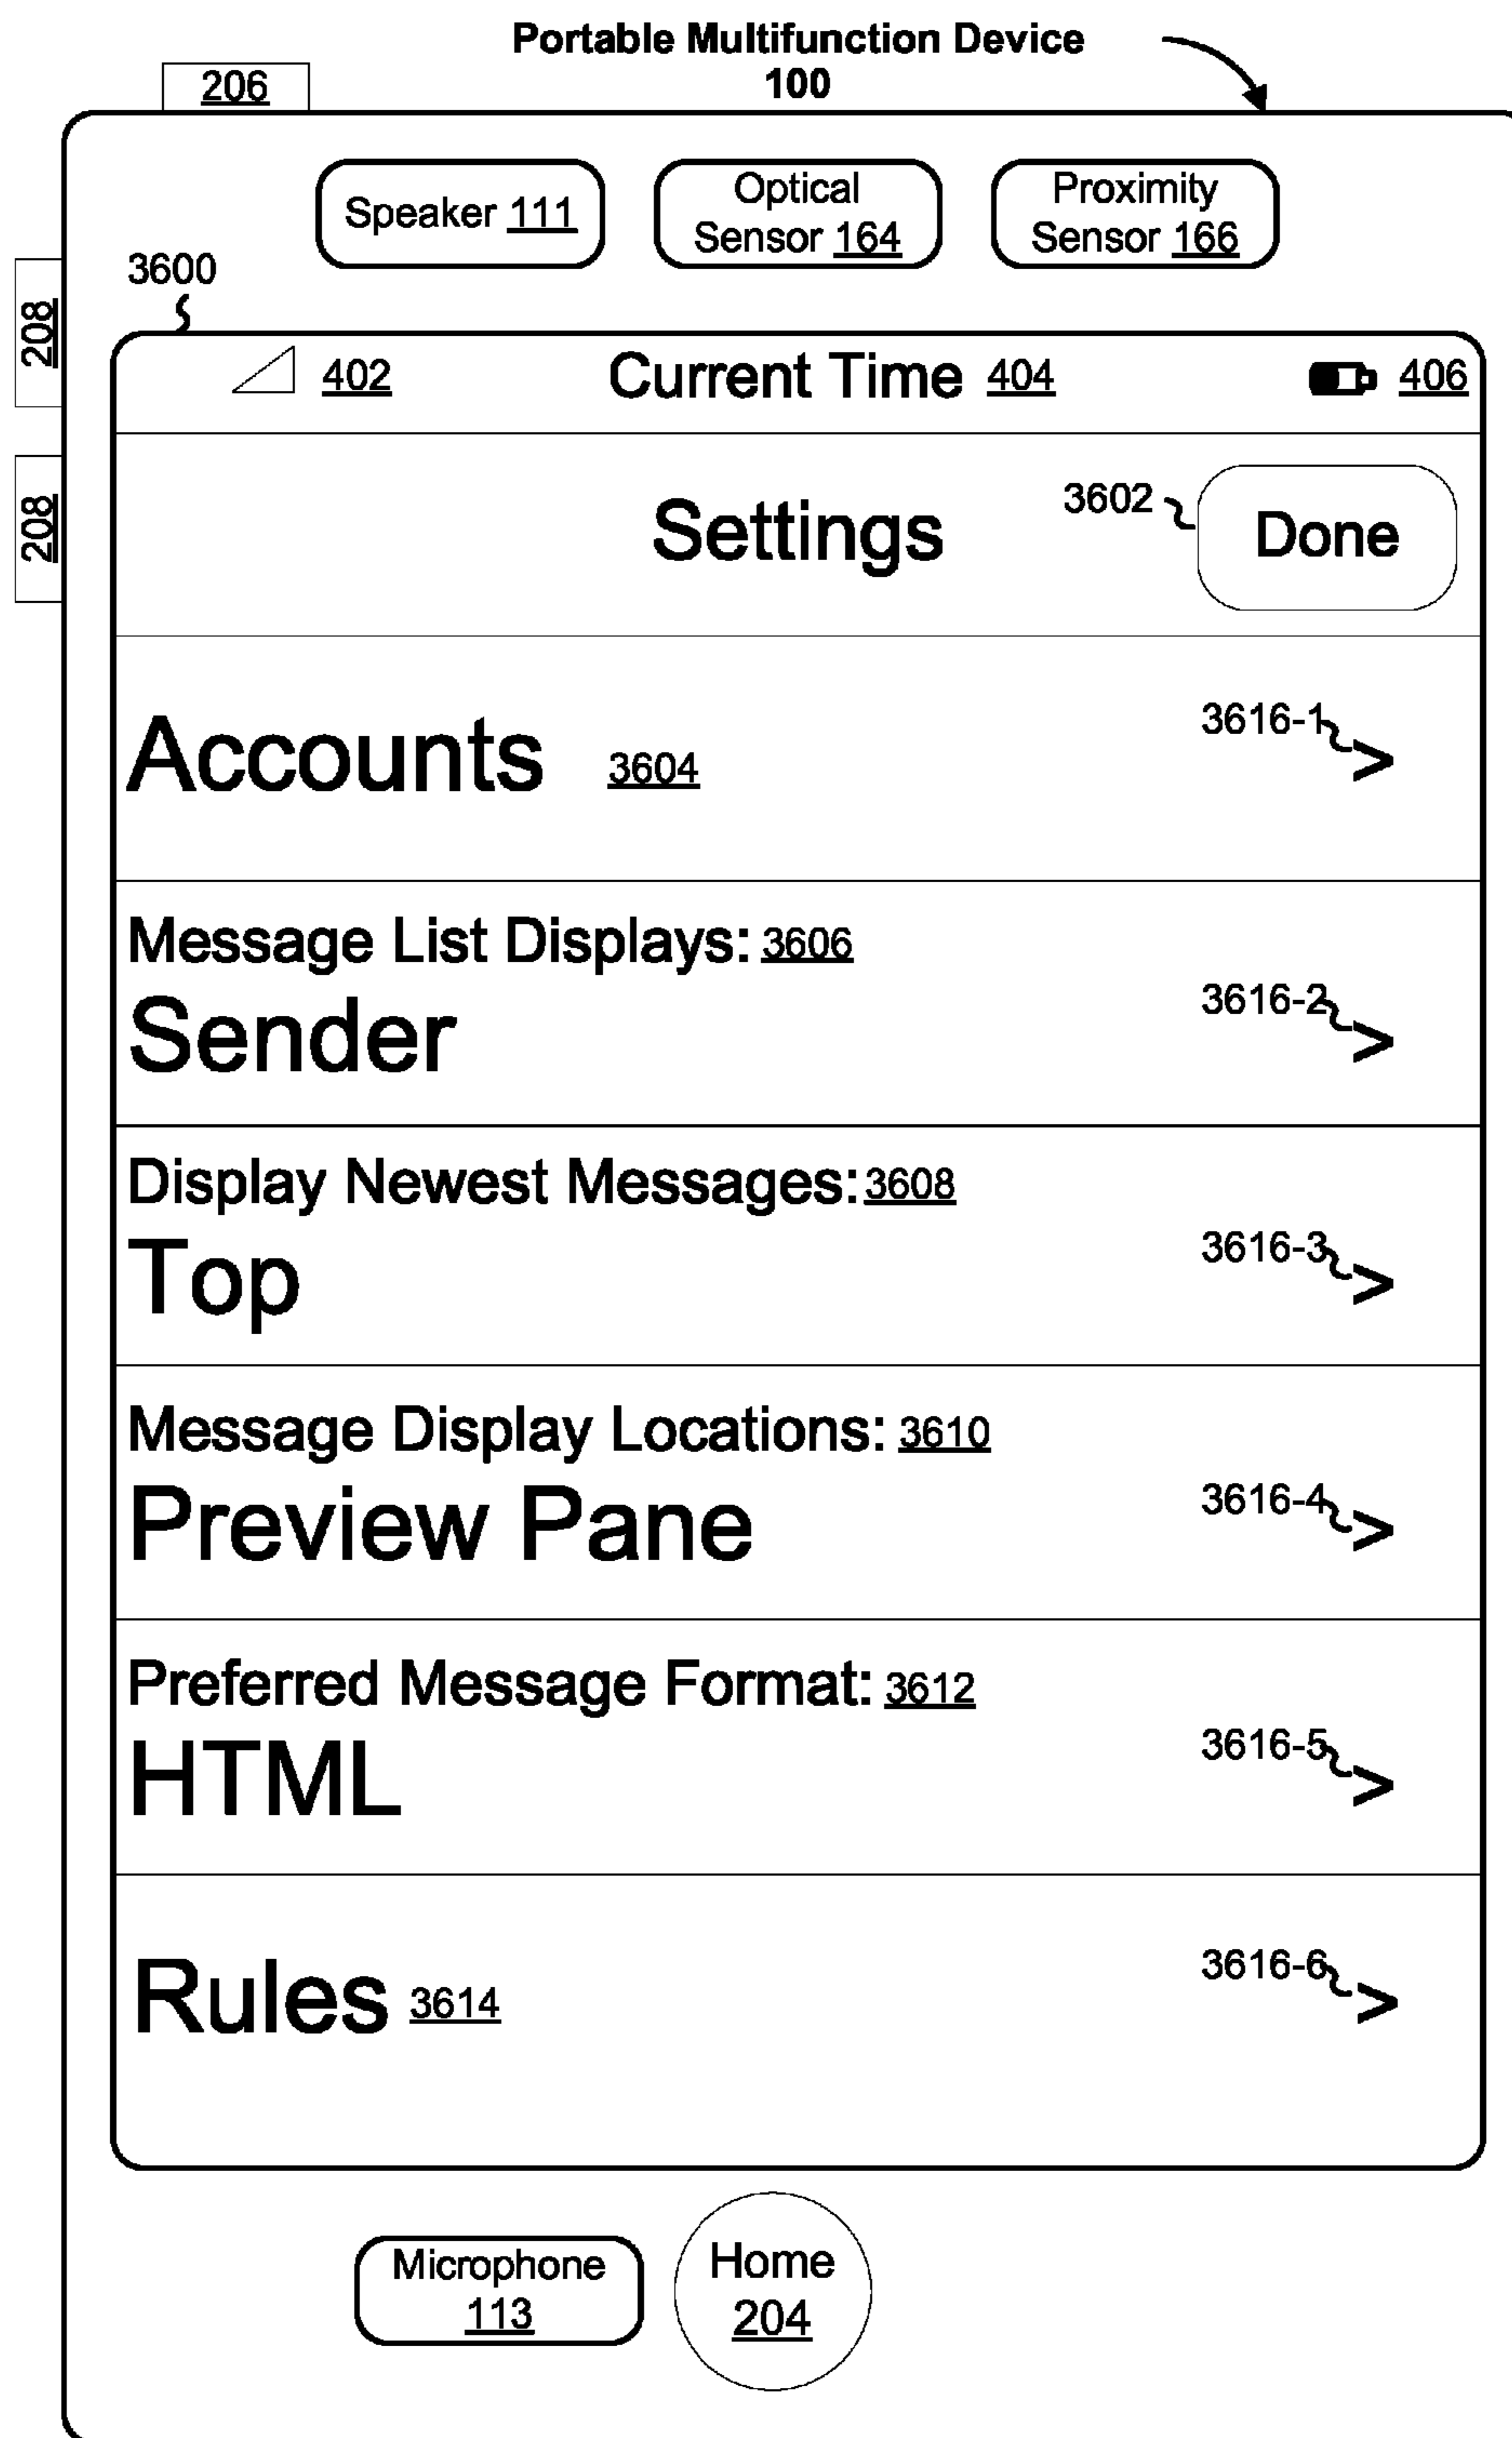 Portable Multifunction Device
100
206
Speaker 111
Optical
Sensor 164
Proximity
Sensor 166
3600
208
208
402
Current Time 404
406
Settings
3602
Done
Accounts 3604
3616-1
>
Message List Displays: 3606
Sender
3616-2
>
Display Newest Messages: 3608
Top
3616-3
>
Message Display Locations: 3610
Preview Pane
3616-4
>
Preferred Message Format: 3612
HTML
3616-5
>
Rules 3614
3616-6
>
Microphone
113
Home
204